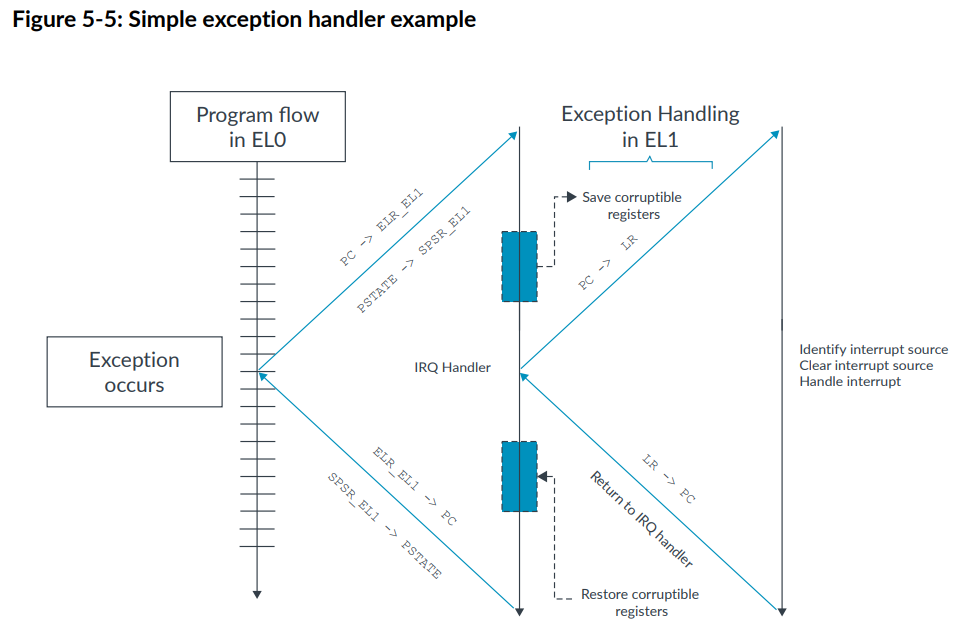 Figure 5-5: Simple exception handler example
Program flow
in EL0
Exception Handling
in EL1
PC -> ELR_EL1
PSTATE -> SPSR_EL1
Save corruptible
registers
PC -> LR
Exception
occurs
IRQ Handler
Identify interrupt source
Clear interrupt source
Handle interrupt
ELR_EL1 -> PC
SPSR_EL1 -> PSTATE
LR -> PC
Return to IRQ handler
Restore corruptible
registers